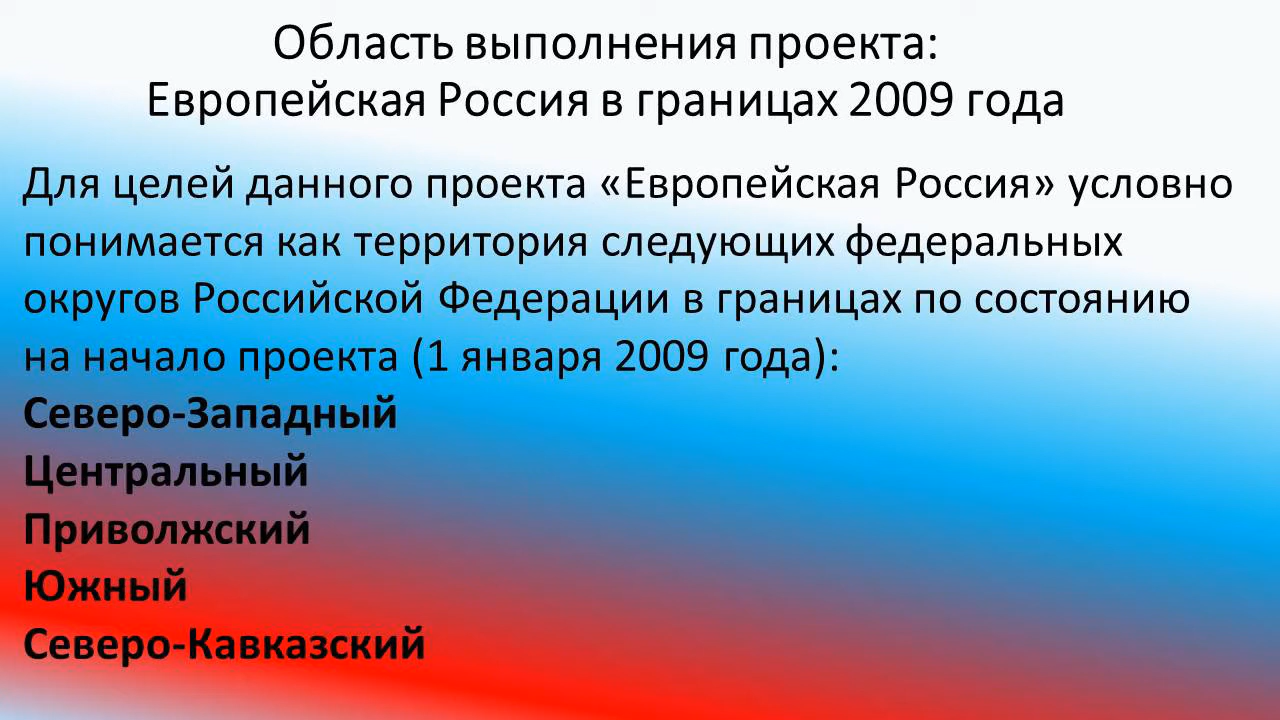 Область выполнения проекта:
Европейская Россия в границах 2009 года
Для целей данного проекта «Европейская Россия» условно
понимается как территория следующих федеральных
округов Российской Федерации в границах по состоянию
на начало проекта (1 января 2009 года):
Северо-Западный
Центральный
Приволжский
Южный
Северо-Кавказский